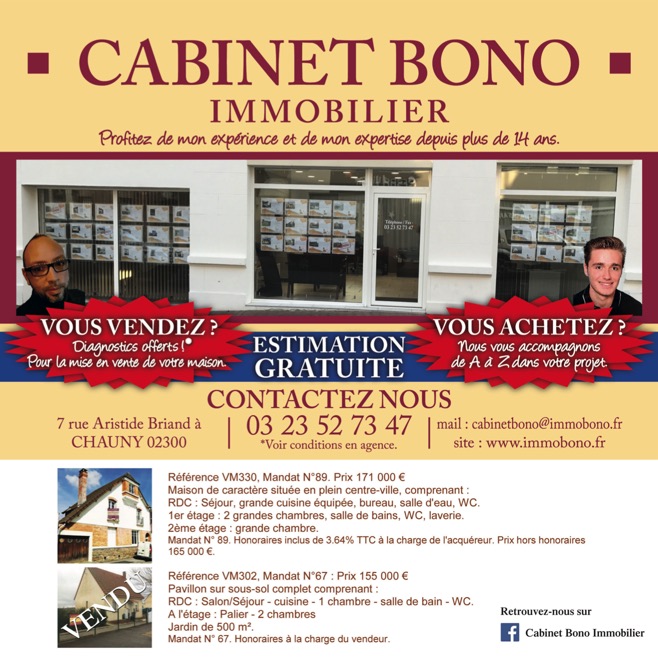 CABINET BONO
IMMOBILIER
Profitez de mon expérience et de mon expertise depuis plus de 14 ans.
Téléphone / Fax :
03 23 52 73 47
VOUS VENDEZ ?
Diagnostics offerts !*
Pour la mise en vente de votre maison.
ESTIMATION
GRATUITE
VOUS ACHETEZ ?
Nous vous accompagnons
de A à Z dans votre projet.
CONTACTEZ NOUS
7 rue Aristide Briand à
CHAUNY 02300
03 23 52 73 47
*Voir conditions en agence.
mail : cabinetbono@immobono.fr
site : www.immobono.fr
Référence VM330, Mandat N°89. Prix 171 000 €
Maison de caractère située en plein centre-ville, comprenant :
RDC : Séjour, grande cuisine équipée, bureau, salle d'eau, WC.
1er étage : 2 grandes chambres, salle de bains, WC, laverie.
2ème étage : grande chambre.
Mandat N° 89. Honoraires inclus de 3.64% TTC à la charge de l'acquéreur. Prix hors honoraires
165 000 €.
VENDU
Référence VM302, Mandat N°67 : Prix 155 000 €
Pavillon sur sous-sol complet comprenant :
RDC : Salon/Séjour - cuisine - 1 chambre - salle de bain - WC.
A l'étage : Palier - 2 chambres
Jardin de 500 m².
Mandat N° 67. Honoraires à la charge du vendeur.
Retrouvez-nous sur
Cabinet Bono Immobilier